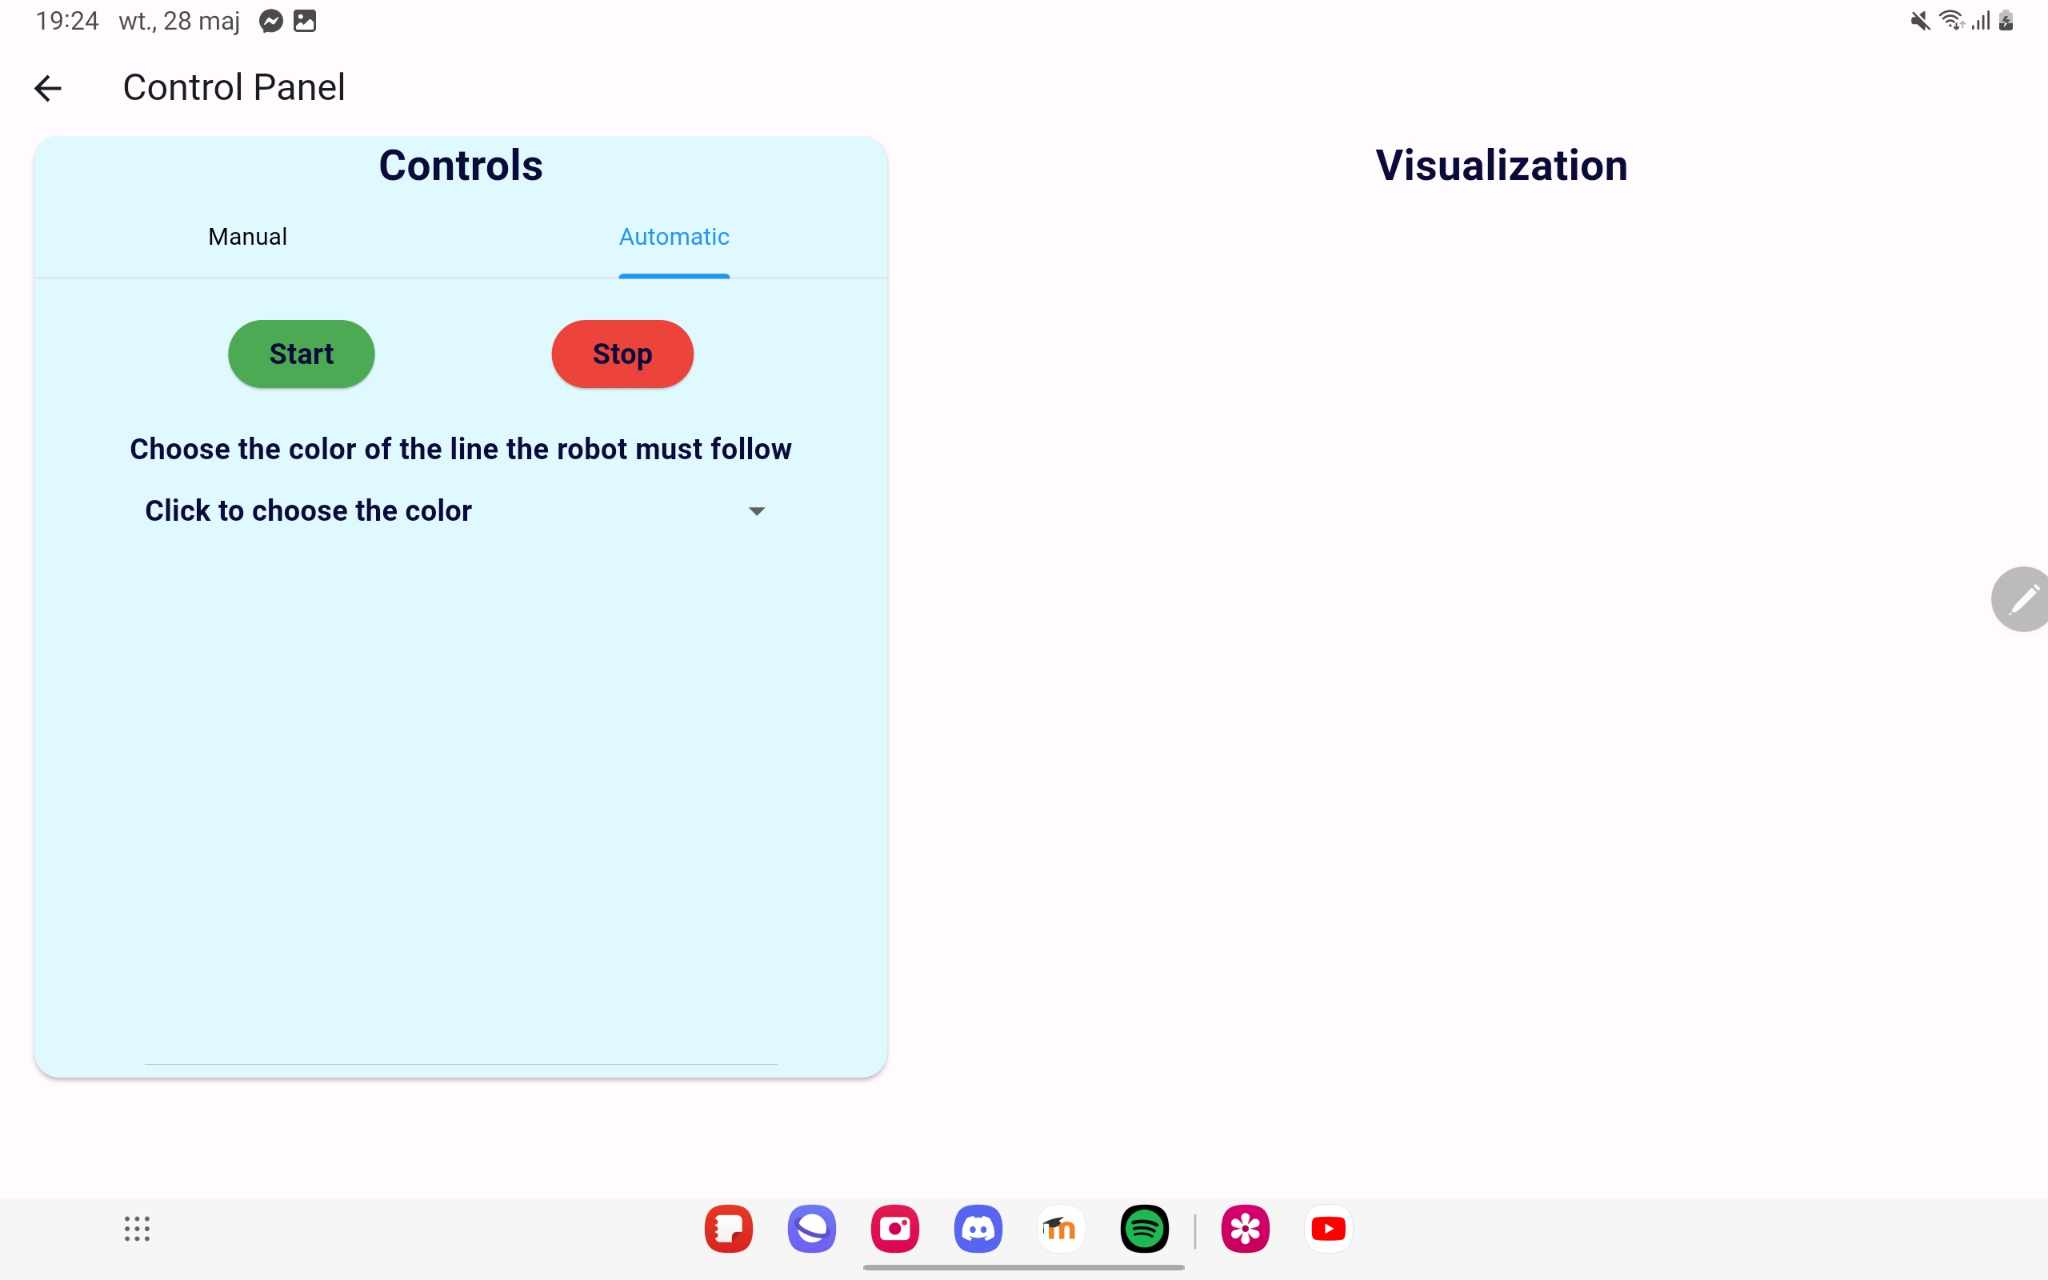 19:24 wt., 28 maj
Control Panel
Controls
Visualization
Manual Automatic
Start Stop
Choose the color of the line the robot must follow
Click to choose the color